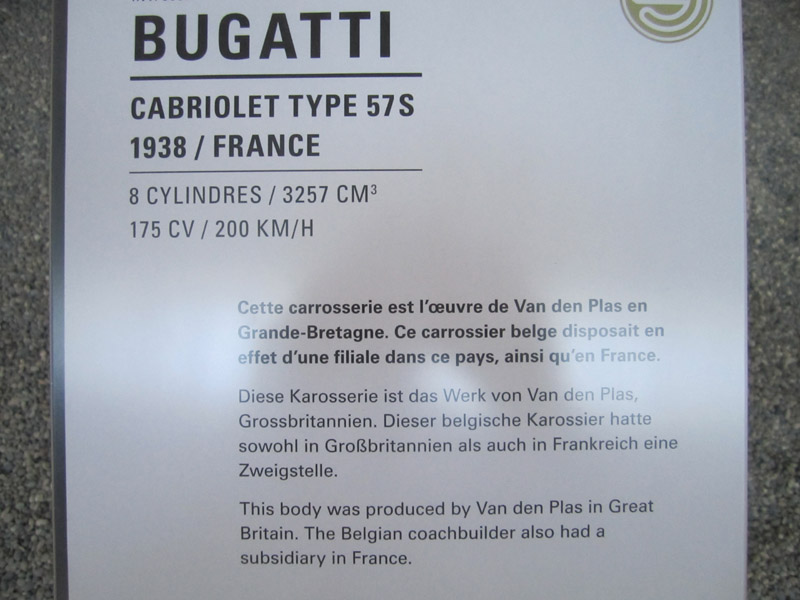 BUGATTI
CABRIOLET TYPE 57S
1938 / FRANCE
8 CYLINDRES / 3257 CM³
175 CV / 200 KM/H
Cette carrosserie est l'œuvre de Van den Plas en
Grande-Bretagne. Ce carrossier belge disposait en
effet d'une filiale dans ce pays, ainsi qu'en France.
Diese Karosserie ist das Werk von Van den Plas,
Grossbritannien. Dieser belgische Karossier hatte
sowohl in Großbritannien als auch in Frankreich eine
Zweigstelle.
This body was produced by Van den Plas in Great
Britain. The Belgian coachbuilder also had a
subsidiary in France.